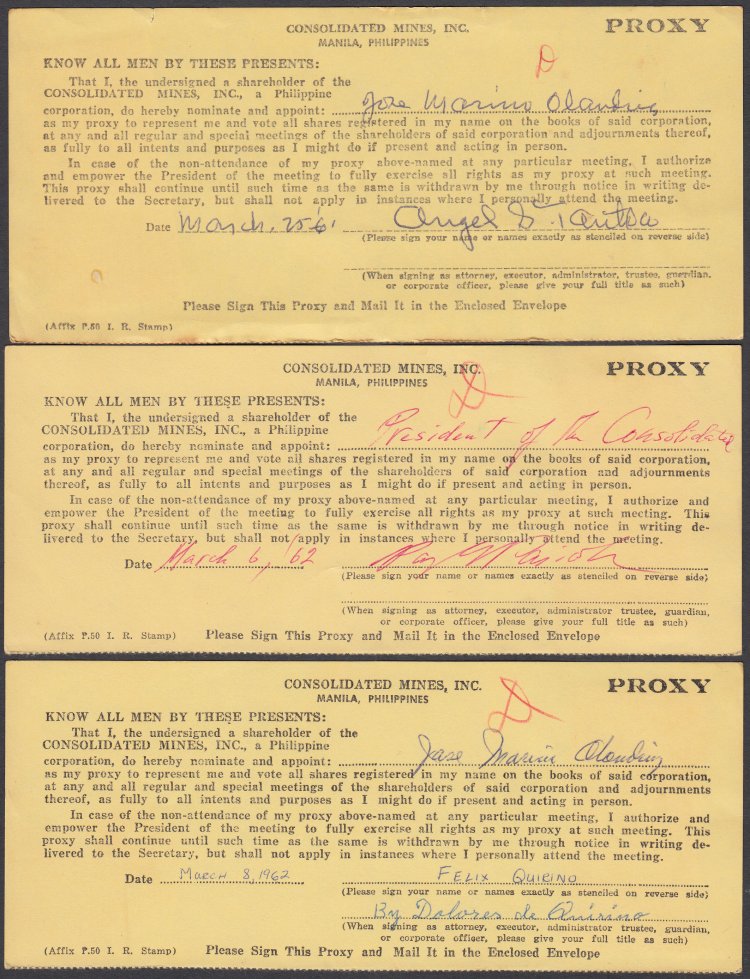 CONSOLIDATED MINES, INC.
PROXY
MANILA, PHILIPPINES
KNOW ALL MEN BY THESE PRESENTS:
That I, the undersigned a shareholder of the
CONSOLIDATED MINES, INC., a Philippine
corporation, do hereby nominate and appoint: Jose Marino Olondriz
as my proxy to represent me and vote all shares registered in my name on the books of said corporation,
at any and all regular and special meetings of the shareholders of said corporation and adjournments thereof,
as fully to all intents and purposes as I might do if present and acting in person.
In case of the non-attendance of my proxy above-named at any particular meeting, I authorize
and empower the President of the meeting to fully exercise all rights as my proxy at such meeting.
This proxy shall continue until such time as the same is withdrawn by me through notice in writing de-
livered to the Secretary, but shall not apply in instances where I personally attend the meeting.
Date March. 25 Angel
(Please sign your name or names exactly as stenciled on reverse side)
(When signing as attorney, executor, administrator, trustee, guardian,
or corporate officer, please give your full title as such)
Please Sign This Proxy and Mail It in the Enclosed Envelope
(Affix P.50 I. R. Stamp)
CONSOLIDATED MINES, INC.
PROXY
MANILA, PHILIPPINES
KNOW ALL MEN BY THESE PRESENTS:
That I, the undersigned a shareholder of the
CONSOLIDATED MINES, INC., a Philippine
corporation, do hereby nominate and appoint: President of the Consolidated
as my proxy to represent me and vote all shares registered in my name on the books of said corporation,
at any and all regular and special meetings of the shareholders of said corporation and adjournments
thereof, as fully to all intents and purposes as I might do if present and acting in person.
In case of the non-attendance of my proxy above-named at any particular meeting, I authorize and
empower the President of the meeting to fully exercise all rights as my proxy at such meeting. This
proxy shall continue until such time as the same is withdrawn by me through notice in writing de-
livered to the Secretary, but shall not apply in instances where I personally attend the meeting.
Date March 6, '62
(Please sign your name or names exactly as stenciled on reverse side)
(When signing as attorney, executor, administrator trustee, guardian,
or corporate officer, please give your full title as such)
(Affix P.50 I. R. Stamp) Please Sign This Proxy and Mail It in the Enclosed Envelope
CONSOLIDATED MINES, INC.
PROXY
MANILA, PHILIPPINES
KNOW ALL MEN BY THESE PRESENTS:
That I, the undersigned a shareholder of the
CONSOLIDATED MINES, INC., a Philippine
corporation, do hereby nominate and appoint: Jose Marini Olondriz
as my proxy to represent me and vote all shares registered in my name on the books of said corporation,
at any and all regular and special meetings of the shareholders of said corporation and adjournments
thereof, as fully to all intents and purposes as I might do if present and acting in person.
In case of the non-attendance of my proxy above-named at any particular meeting, I authorize and
empower the President of the meeting to fully exercise all rights as my proxy at such meeting. This
proxy shall continue until such time as the same is withdrawn by me through notice in writing de-
livered to the Secretary, but shall not apply in instances where I personally attend the meeting.
Date MARCH 8, 1962 FELIX QUIRINO
(Please sign your name or names exactly as stenciled on reverse side)
By Dolores de Quirino
(When signing as attorney, executor, administrator, trustee, guardian,
or corporate officer, please give your full title as such)
(Affix P.50 I. R. Stamp) Please Sign This Proxy and Mail It in the Enclosed Envelope